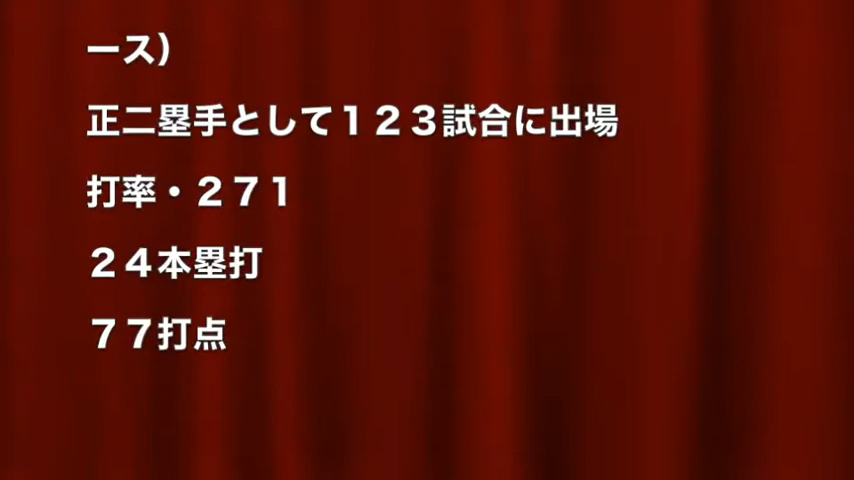 ース）
正二塁手として１２３試合に出場
打率・２７１
２４本塁打
７７打点